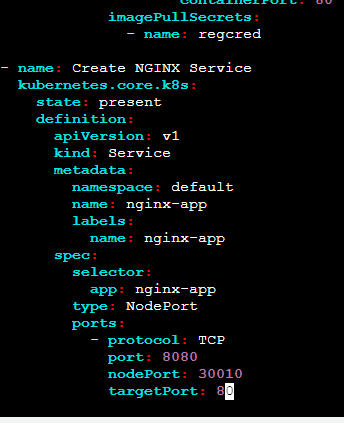 containerPort: 80
imagePullSecrets:
- name: regcred
- name: Create NGINX Service
kubernetes.core.k8s:
state: present
definition:
apiVersion: v1
kind: Service
metadata:
namespace: default
name: nginx-app
labels:
name: nginx-app
spec:
selector:
app: nginx-app
type: NodePort
ports:
- protocol: TCP
port: 8080
nodePort: 30010
targetPort: 80